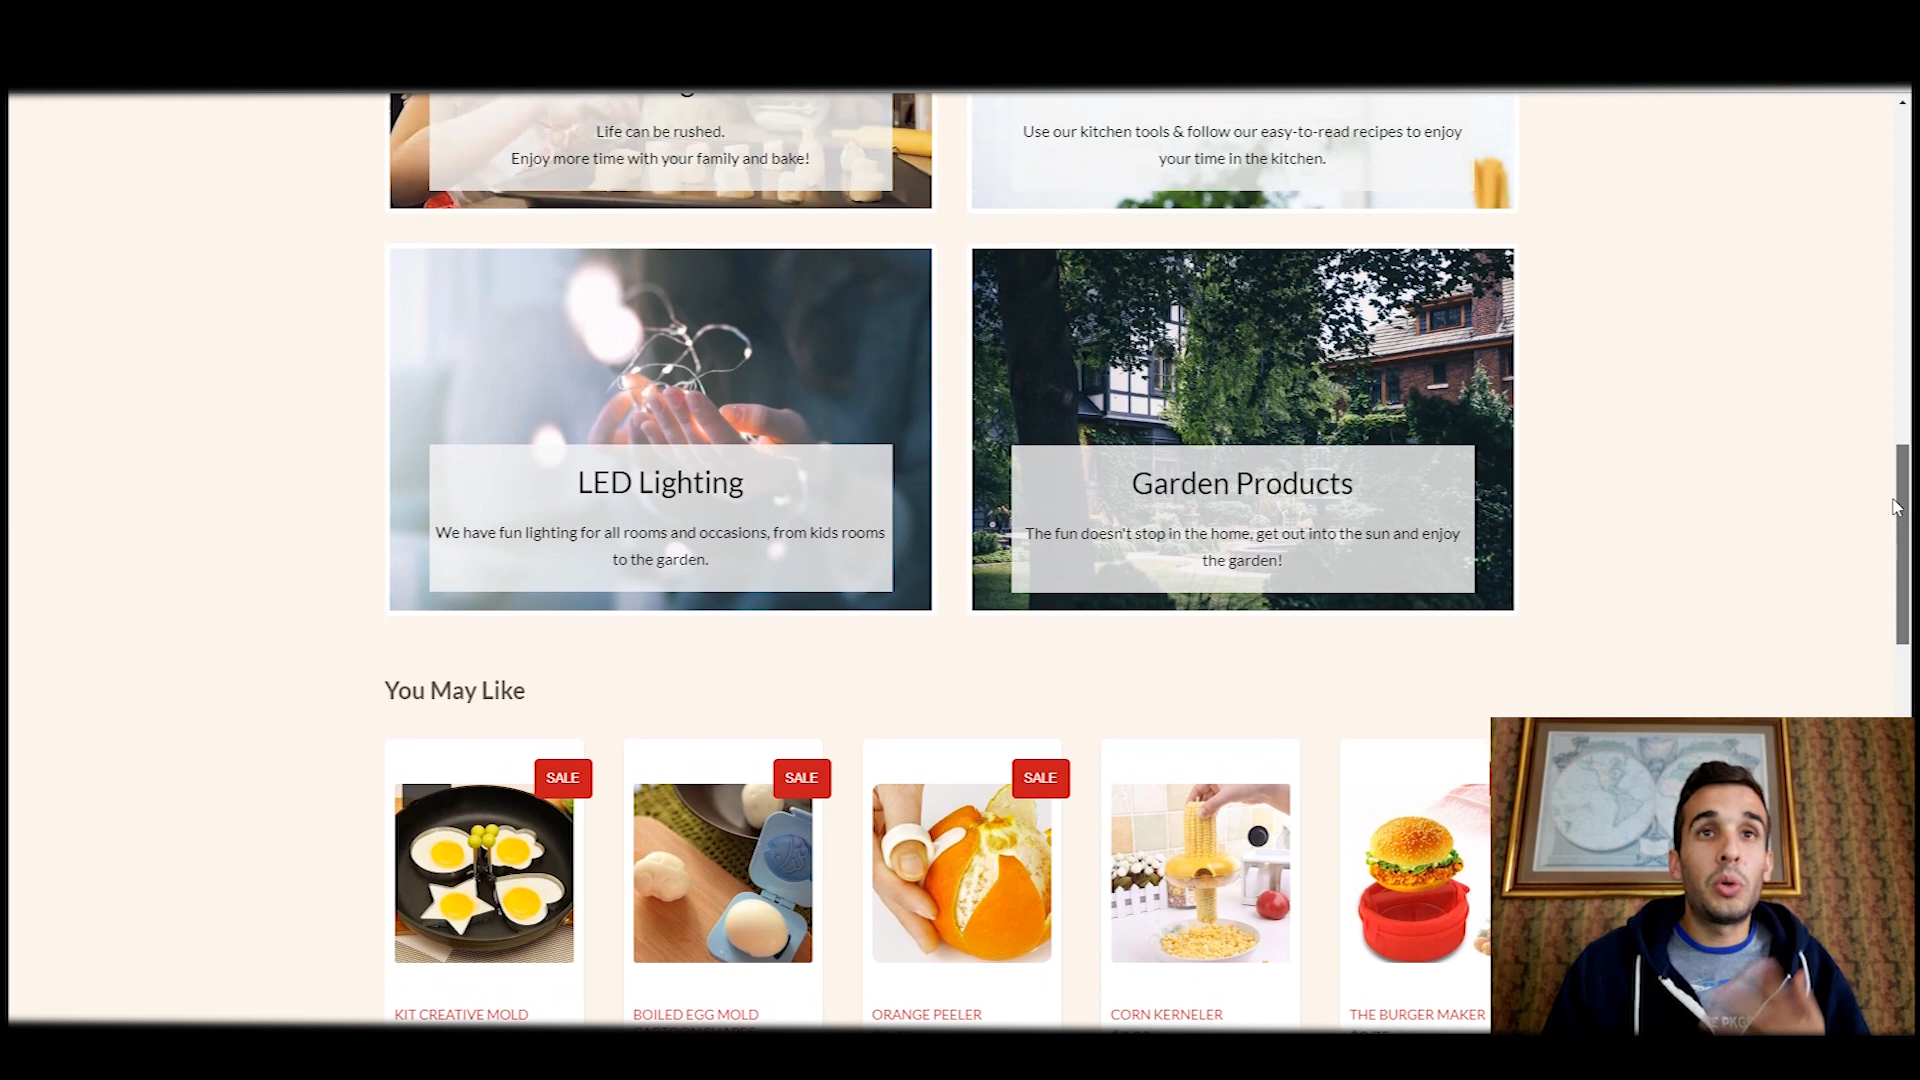 Life can be rushed.
Enjoy more time with your family and bake!
Use our kitchen tools & follow our easy-to-read recipes to enjoy
your time in the kitchen.
LED Lighting
We have fun lighting for all rooms and occasions, from kids rooms
to the garden.
Garden Products
The fun doesn't stop in the home, get out into the sun and enjoy
the garden!
You May Like
SALE
SALE
SALE
KIT CREATIVE MOLD
BOILED EGG MOLD
ORANGE PEELER
CORN KERNELER
THE BURGER MAKER